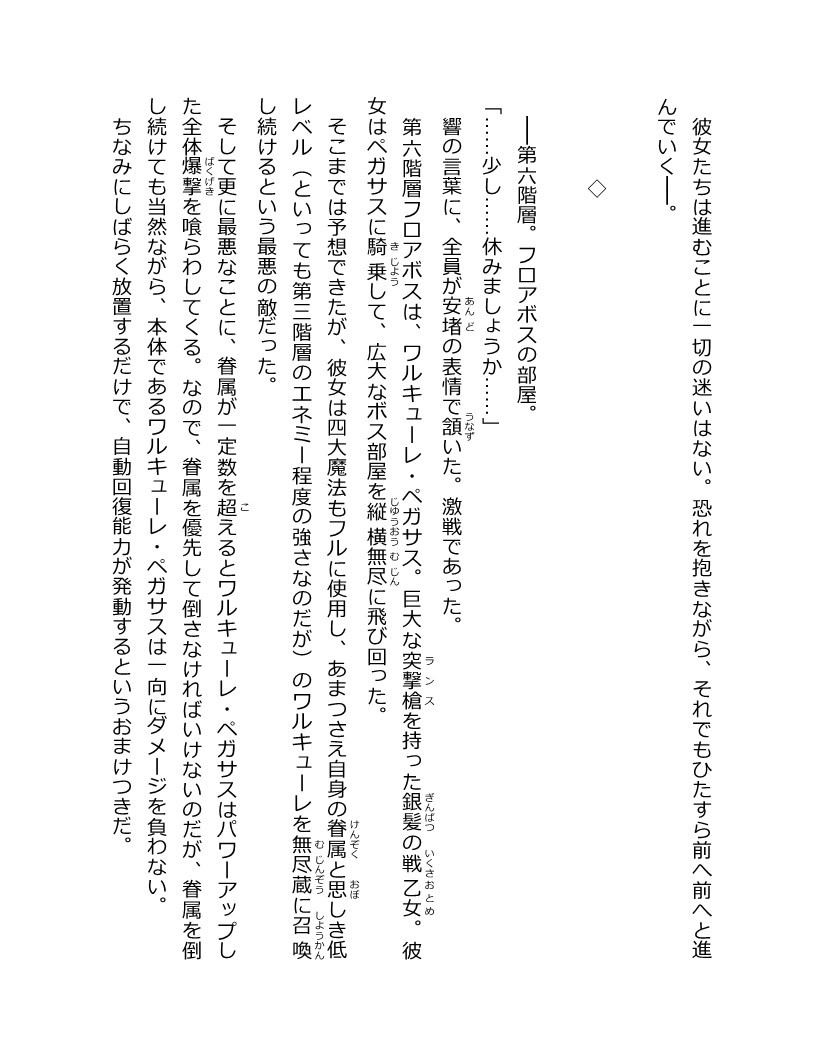 彼女たちは進むことに一切の迷いはない。恐れを抱きながら、それでもひたすら前へ前へと進
んでいく――。
◇
――第六階層。フロアボスの部屋。
「……少し……休みましょうか……」
響の言葉に、全員が安堵の表情で頷いた。激戦であった。
第六階層フロアボスは、ワルキューレ・ペガサス。巨大な突撃槍を持った銀髪の戦乙女。彼
女はペガサスに騎乗して、広大なボス部屋を縦横無尽に飛び回った。
そこまでは予想できたが、彼女は四大魔法もフルに使用し、あまつさえ自身の眷属と思しき低
レベル（といっても第三階層のエネミー程度の強さなのだが）のワルキューレを無尽蔵に召喚
し続けるという最悪の敵だった。
そして更に最悪なことに、眷属が一定数を超えるとワルキューレ・ペガサスはパワーアップし
た全体爆撃を喰らわしてくる。なので、眷属を優先して倒さなければいけないのだが、眷属を倒
し続けても当然ながら、本体であるワルキューレ・ペガサスは一向にダメージを負わない。
ちなみにしばらく放置するだけで、自動回復能力が発動するというおまけつきだ。